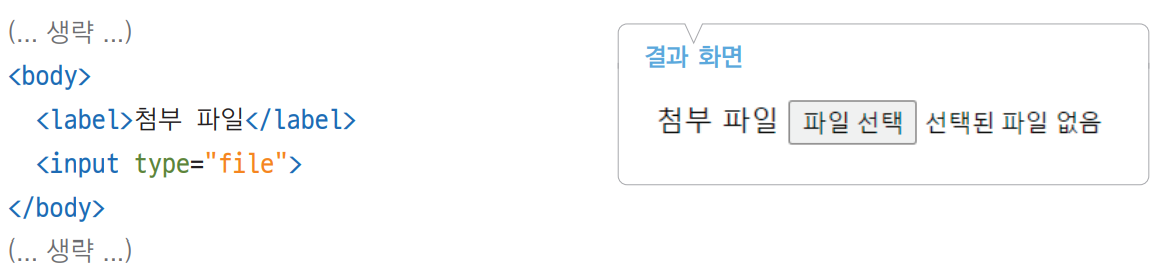 (... 생략 ...)
<body>
  <label>첨부 파일</label>
  <input type="file">
</body>
(... 생략 ...)
결과 화면
첨부 파일 파일 선택 선택된 파일 없음